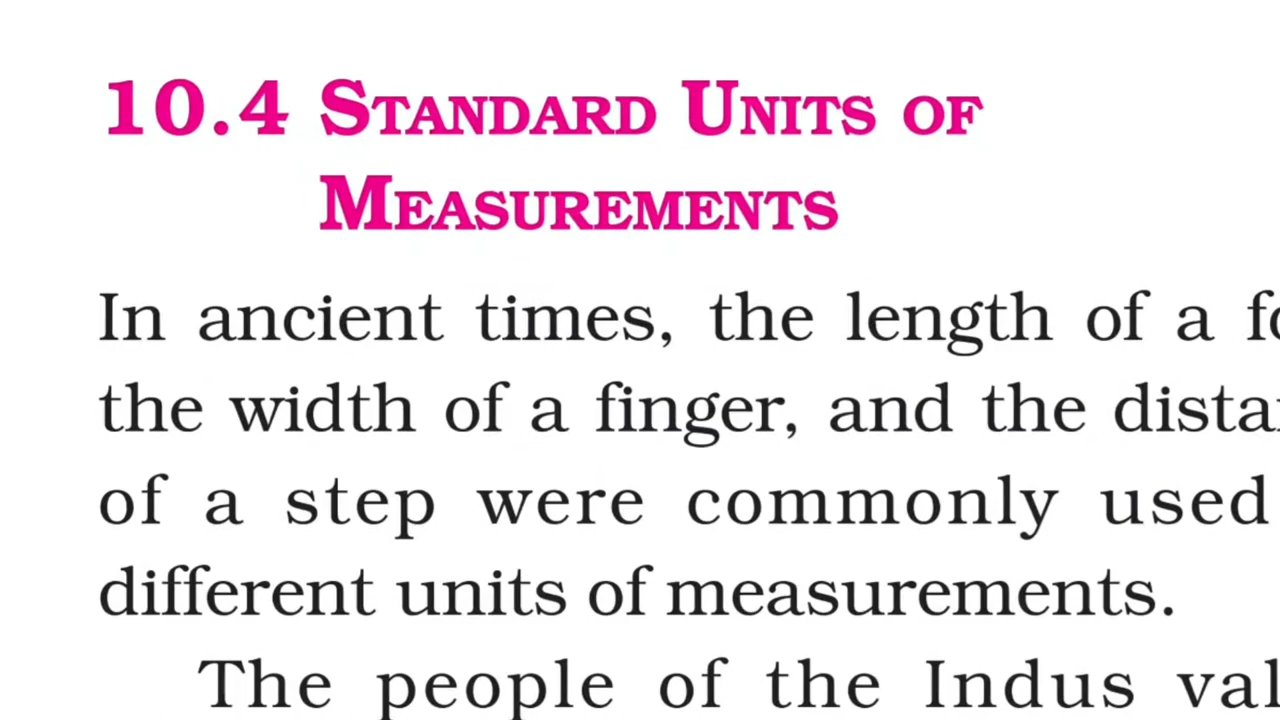 10.4 STANDARD UNITS OF
MEASUREMENTS
In ancient times, the length of a
the width of a finger, and the
of a step were commonly used
different units of measurements.
The people of the Indus